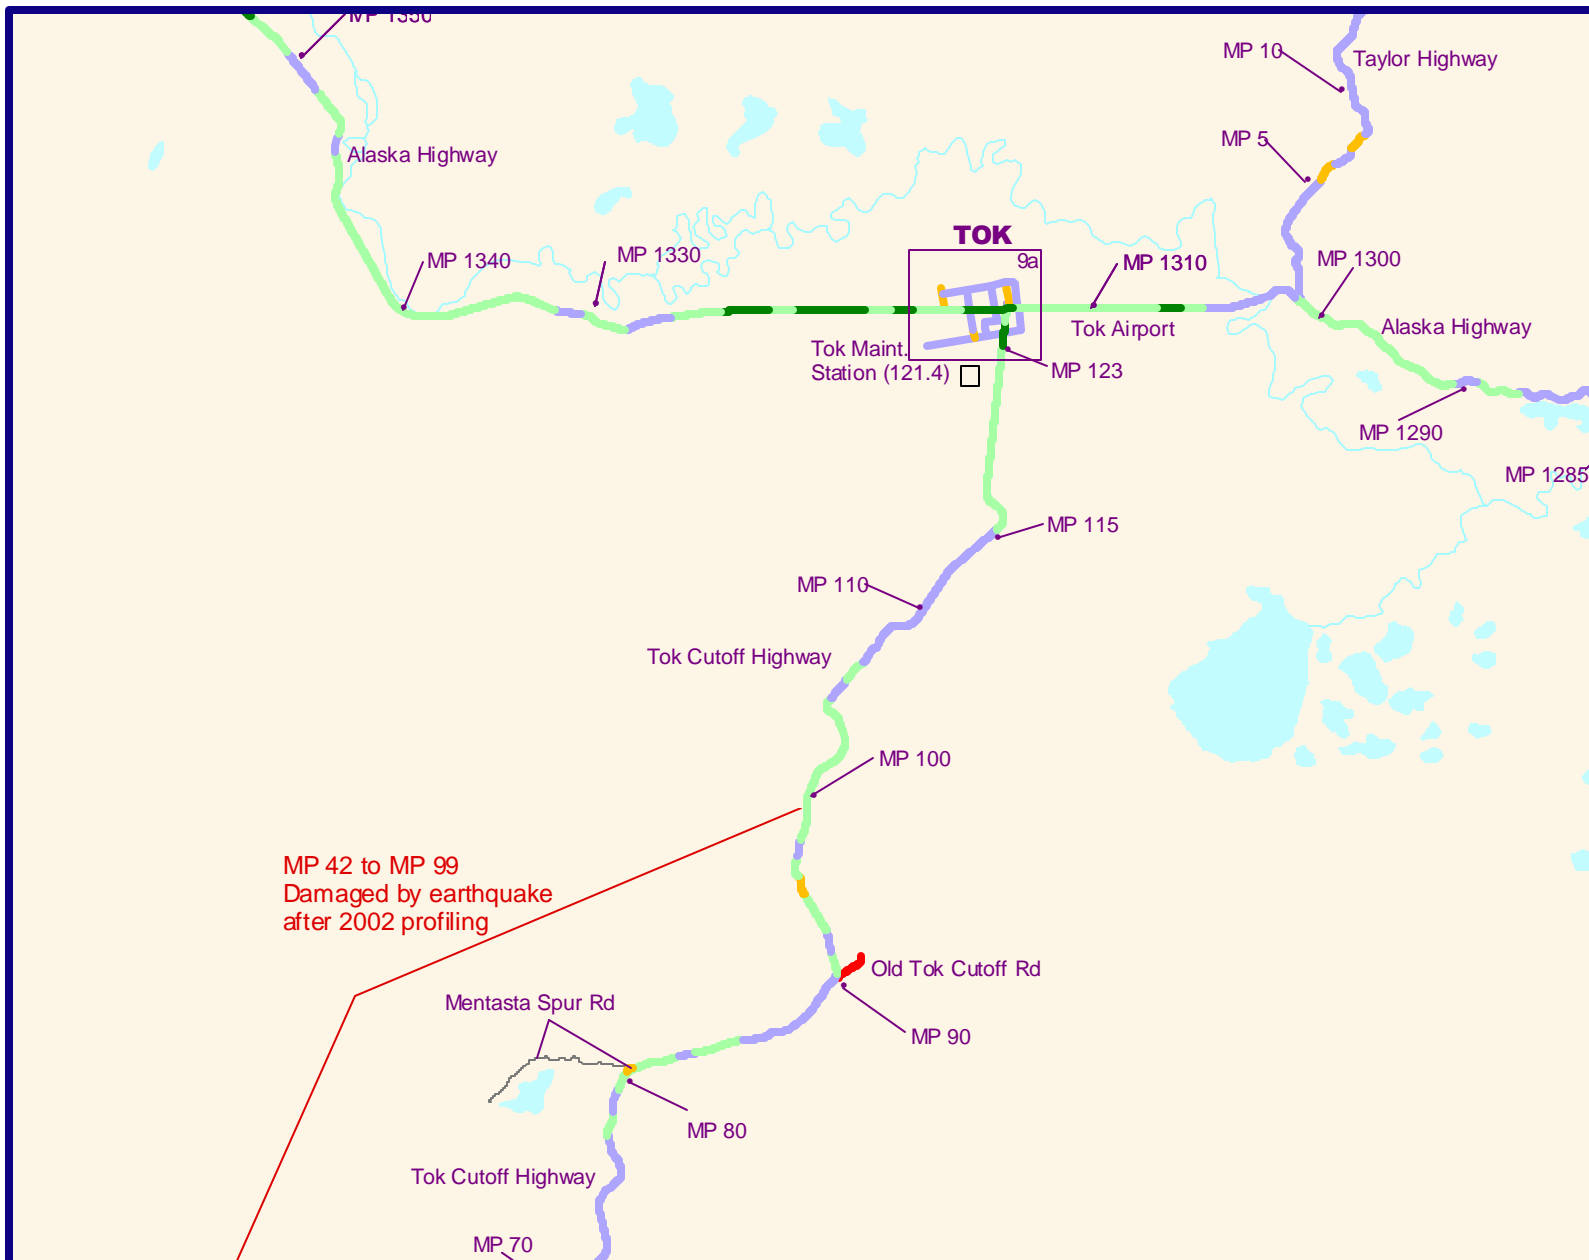 MP 1350
MP 10
Taylor Highway
MP 5
Alaska Highway
TOK
9a
MP 1340
MP 1330
MP 1310
MP 1300
Tok Airport
Alaska Highway
Tok Maint.
Station (121.4)
MP 123
MP 1290
MP 1285
MP 115
MP 110
Tok Cutoff Highway
MP 100
MP 42 to MP 99
Damaged by earthquake
after 2002 profiling
Old Tok Cutoff Rd
Mentasta Spur Rd
MP 90
MP 80
Tok Cutoff Highway
MP 70